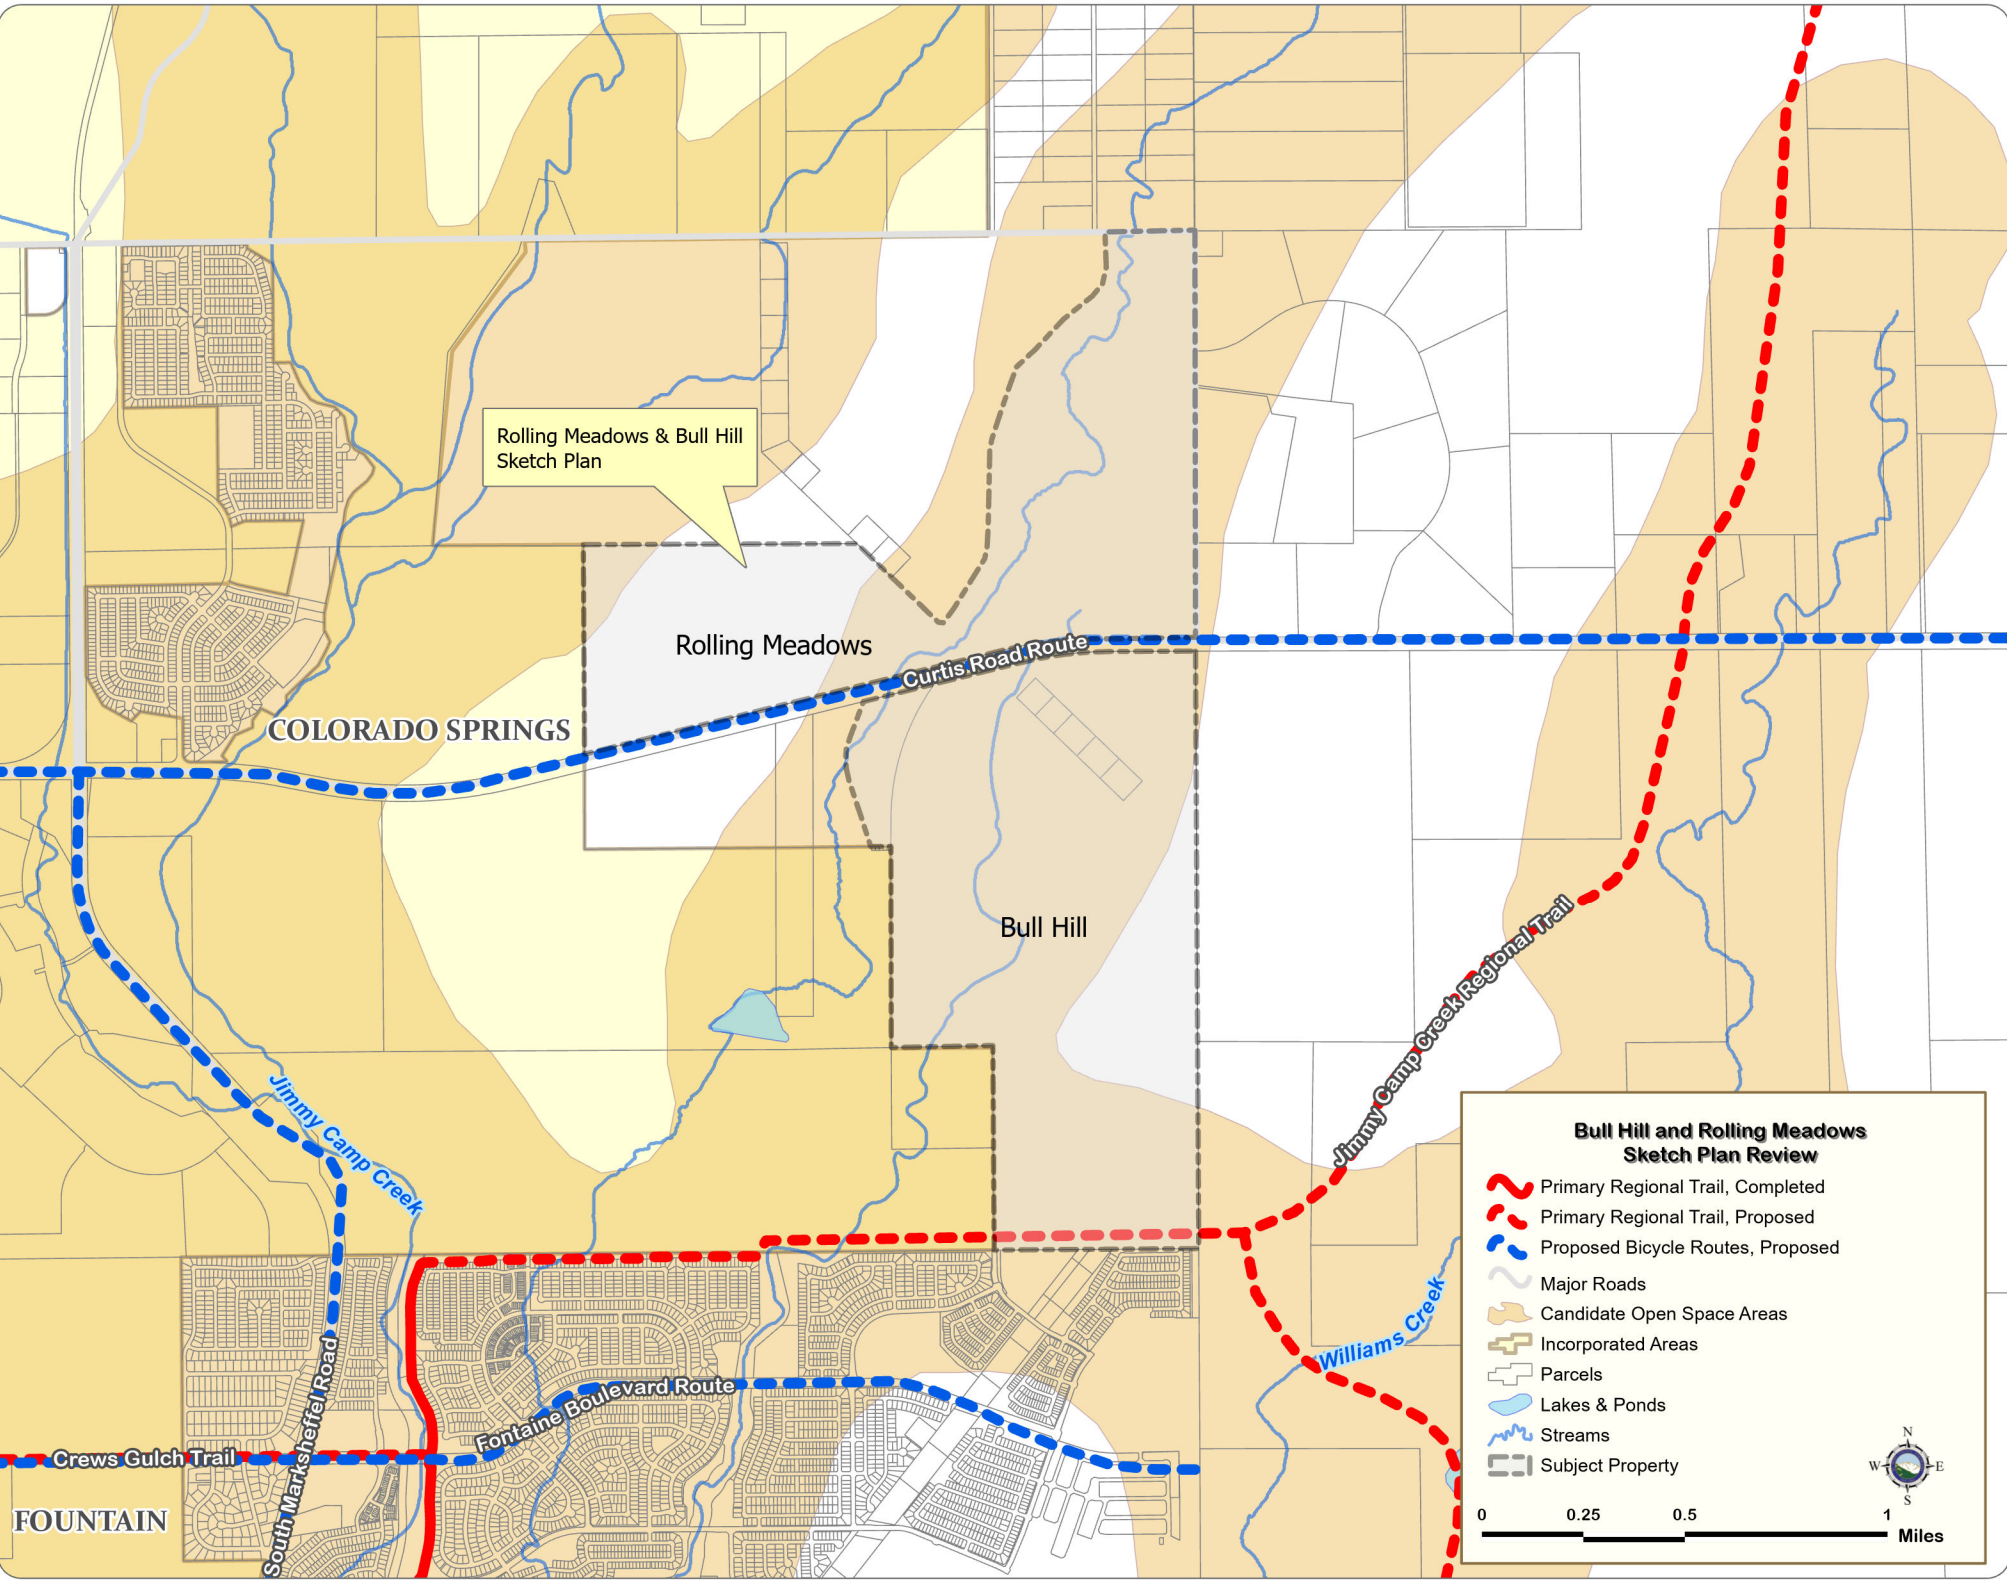 Rolling Meadows & Bull Hill
Sketch Plan
Rolling Meadows
Curtis Road Route
COLORADO SPRINGS
Bull Hill
Jimmy Camp Creek Regional Trail
Jimmy Camp Creek
Williams Creek
South Marksheffel Road
Fontaine Boulevard Route
Crews Gulch Trail
FOUNTAIN
Bull Hill and Rolling Meadows
Sketch Plan Review
Primary Regional Trail, Completed
Primary Regional Trail, Proposed
Proposed Bicycle Routes, Proposed
Major Roads
Candidate Open Space Areas
Incorporated Areas
Parcels
Lakes & Ponds
Streams
Subject Property
N
W E
S
0 0.25 0.5 1
Miles